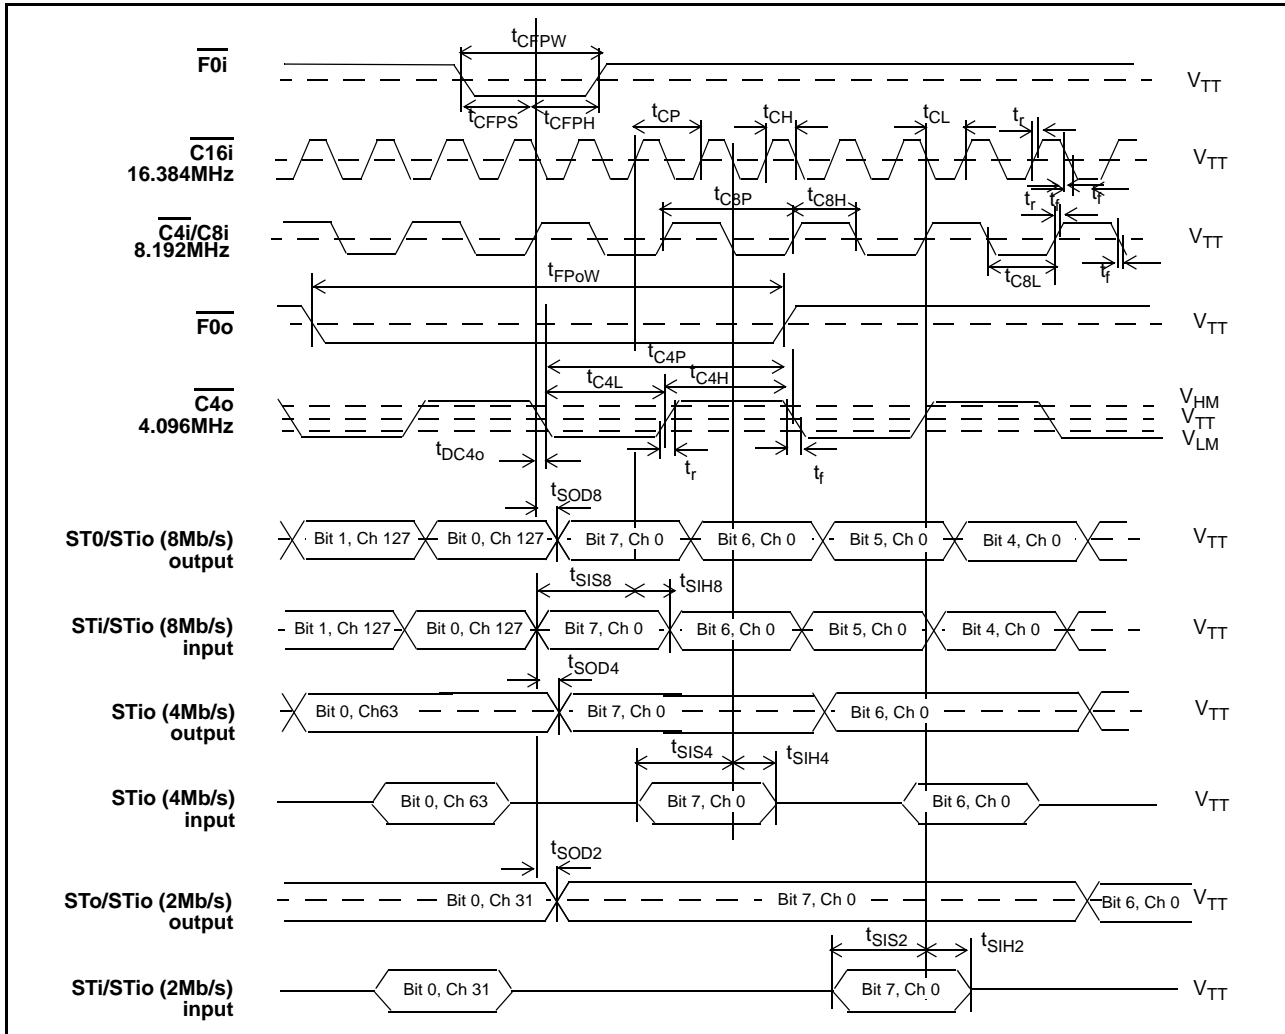 tCFPW
F0i
VTT
tCFPS
tCFPH
tCP
tCH
tCL
tr
C16i
16.384MHz
VTT
tf
tC8P
tC8H
tr
tf
C4i/C8i
8.192MHz
VTT
tC8L
tf
tFPoW
F0o
VTT
tC4P
tC4L
tC4H
C4o
4.096MHz
VHM
VTT
VLM
tDC4o
tr
tf
tSOD8
ST0/STio (8Mb/s)
output
Bit 1, Ch 127
Bit 0, Ch 127
Bit 7, Ch 0
Bit 6, Ch 0
Bit 5, Ch 0
Bit 4, Ch 0
VTT
tSIS8
tSIH8
STi/STio (8Mb/s)
input
Bit 1, Ch 127
Bit 0, Ch 127
Bit 7, Ch 0
Bit 6, Ch 0
Bit 5, Ch 0
Bit 4, Ch 0
VTT
tSOD4
STio (4Mb/s)
output
Bit 0, Ch63
Bit 7, Ch 0
Bit 6, Ch 0
VTT
tSIS4
tSIH4
STio (4Mb/s)
input
Bit 0, Ch 63
Bit 7, Ch 0
Bit 6, Ch 0
VTT
tSOD2
STo/STio (2Mb/s)
output
Bit 0, Ch 31
Bit 7, Ch 0
Bit 6, Ch 0
VTT
tSIS2
tSIH2
STi/STio (2Mb/s)
input
Bit 0, Ch 31
Bit 7, Ch 0
VTT